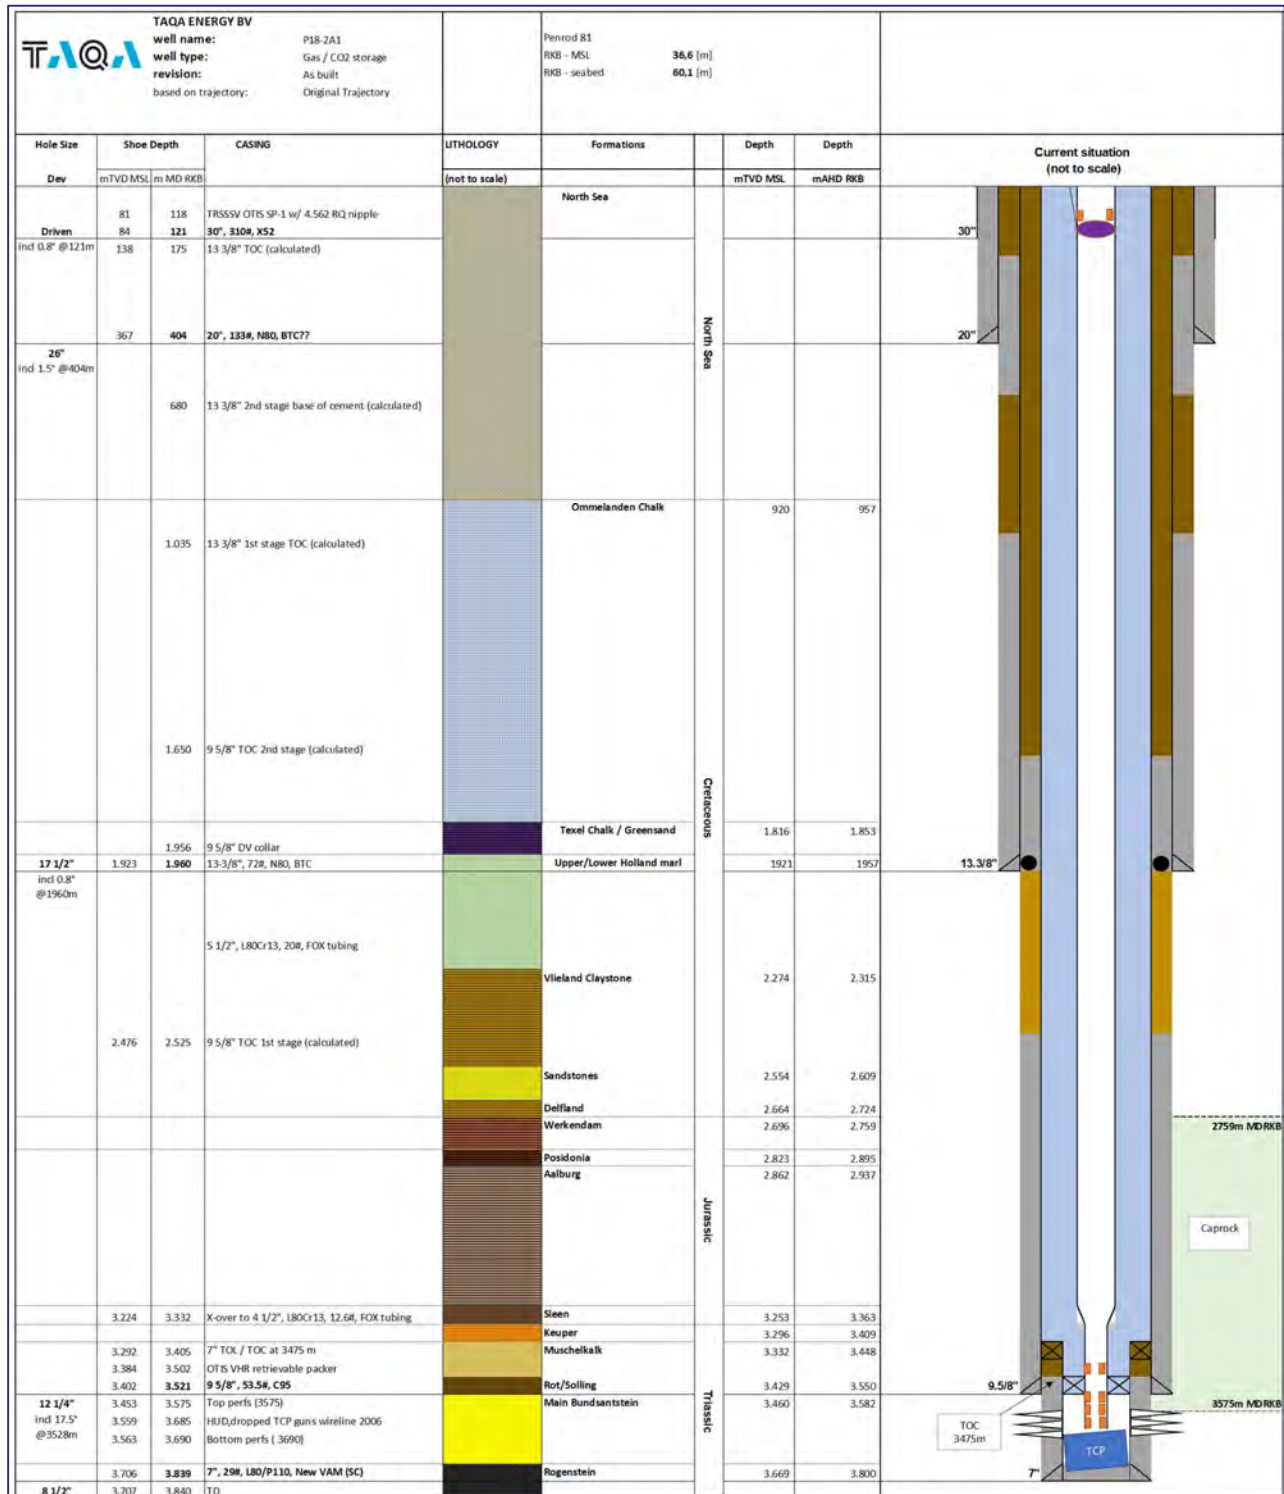 TAQA
TAQA ENERGY BV
well name: P18-2A1
well type: Gas / CO2 storage
revision: As built
based on trajectory: Original Trajectory
Penrod 81
RKB - MSL 36,6 [m]
RKB - seabed 60,1 [m]
Hole Size Shoe Depth CASING LITHOLOGY Formations Depth Depth
Dev mTVD MSL m MD RKB (not to scale) mTVD MSL mAHD RKB
Current situation
(not to scale)
North Sea
81 118 TRSSSV OTIS SP-1 w/ 4.562 RQ nipple
Driven 84 121 30", 310#, X52 30"
incl 0.8° @121m 138 175 13 3/8" TOC (calculated)
North Sea
367 404 20", 133#, N80, BTC?? 20"
26"
incl 1.5° @404m
680 13 3/8" 2nd stage base of cement (calculated)
Ommelanden Chalk 920 957
1.035 13 3/8" 1st stage TOC (calculated)
1.650 9 5/8" TOC 2nd stage (calculated)
Cretaceous
Texel Chalk / Greensand 1.816 1.853
1.956 9 5/8" DV collar
17 1/2" 1.923 1.960 13-3/8", 72#, N80, BTC Upper/Lower Holland marl 1921 1957 13.3/8"
incl 0.8°
@1960m
5 1/2", L80Cr13, 20#, FOX tubing
Vlieland Claystone 2.274 2.315
2.476 2.525 9 5/8" TOC 1st stage (calculated)
Sandstones 2.554 2.609
Delfland 2.664 2.724
Werkendam 2.696 2.759 2759m MDRKB
Posidonia 2.823 2.895
Aalburg 2.862 2.937
Jurassic
Caprock
3.224 3.332 X-over to 4 1/2", L80Cr13, 12.6#, FOX tubing Sleen 3.253 3.363
Keuper 3.296 3.409
3.292 3.405 7" TOL / TOC at 3475 m Muschelkalk 3.332 3.448
3.384 3.502 OTIS VHR retrievable packer
3.402 3.521 9 5/8", 53.5#, C95 Rot/Solling 3.429 3.550 9.5/8"
Triassic
12 1/4" 3.453 3.575 Top perfs (3575) Main Bundsantstein 3.460 3.582 3575m MDRKB
incl 17.5° 3.559 3.685 HUD,dropped TCP guns wireline 2006
@3528m 3.563 3.690 Bottom perfs ( 3690)
TOC
3475m
TCP
3.706 3.839 7", 29#, L80/P110, New VAM (SC) Rogenstein 3.669 3.800 7"
8 1/2" 3.707 3.840 TD